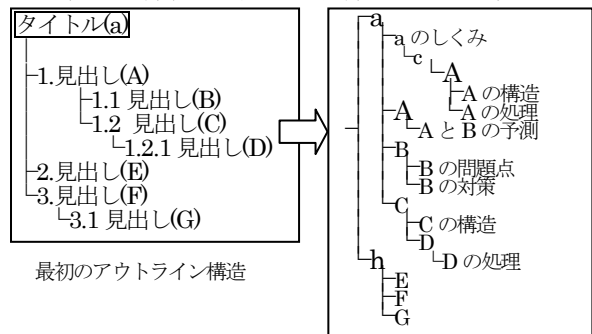 タイトル(a)
1.見出し(A)
1.1 見出し(B)
1.2 見出し(C)
1.2.1 見出し(D)
2.見出し(E)
3.見出し(F)
3.1 見出し(G)
最初のアウトライン構造
a
a のしくみ
c
A
A の構造
A の処理
A
A と B の予測
B
B の問題点
B の対策
C
C の構造
D
D の処理
h
E
F
G